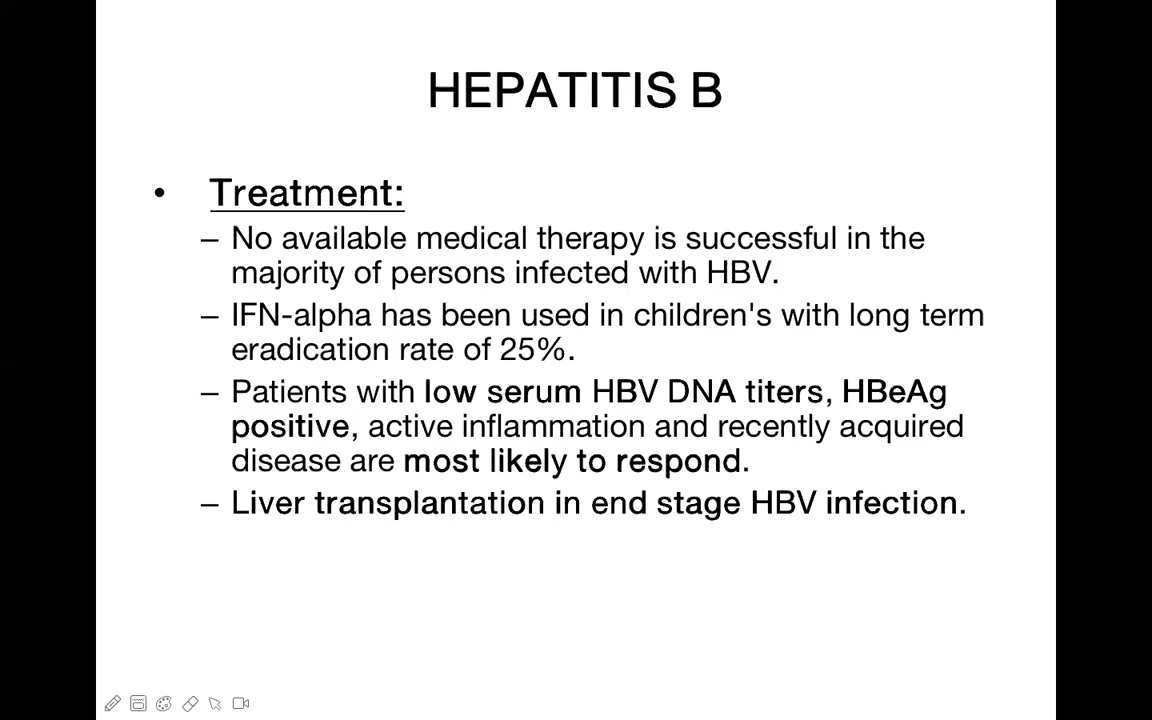 HEPATITIS B
• Treatment:
– No available medical therapy is successful in the
majority of persons infected with HBV.
– IFN-alpha has been used in children's with long term
eradication rate of 25%.
– Patients with low serum HBV DNA titers, HBeAg
positive, active inflammation and recently acquired
disease are most likely to respond.
– Liver transplantation in end stage HBV infection.